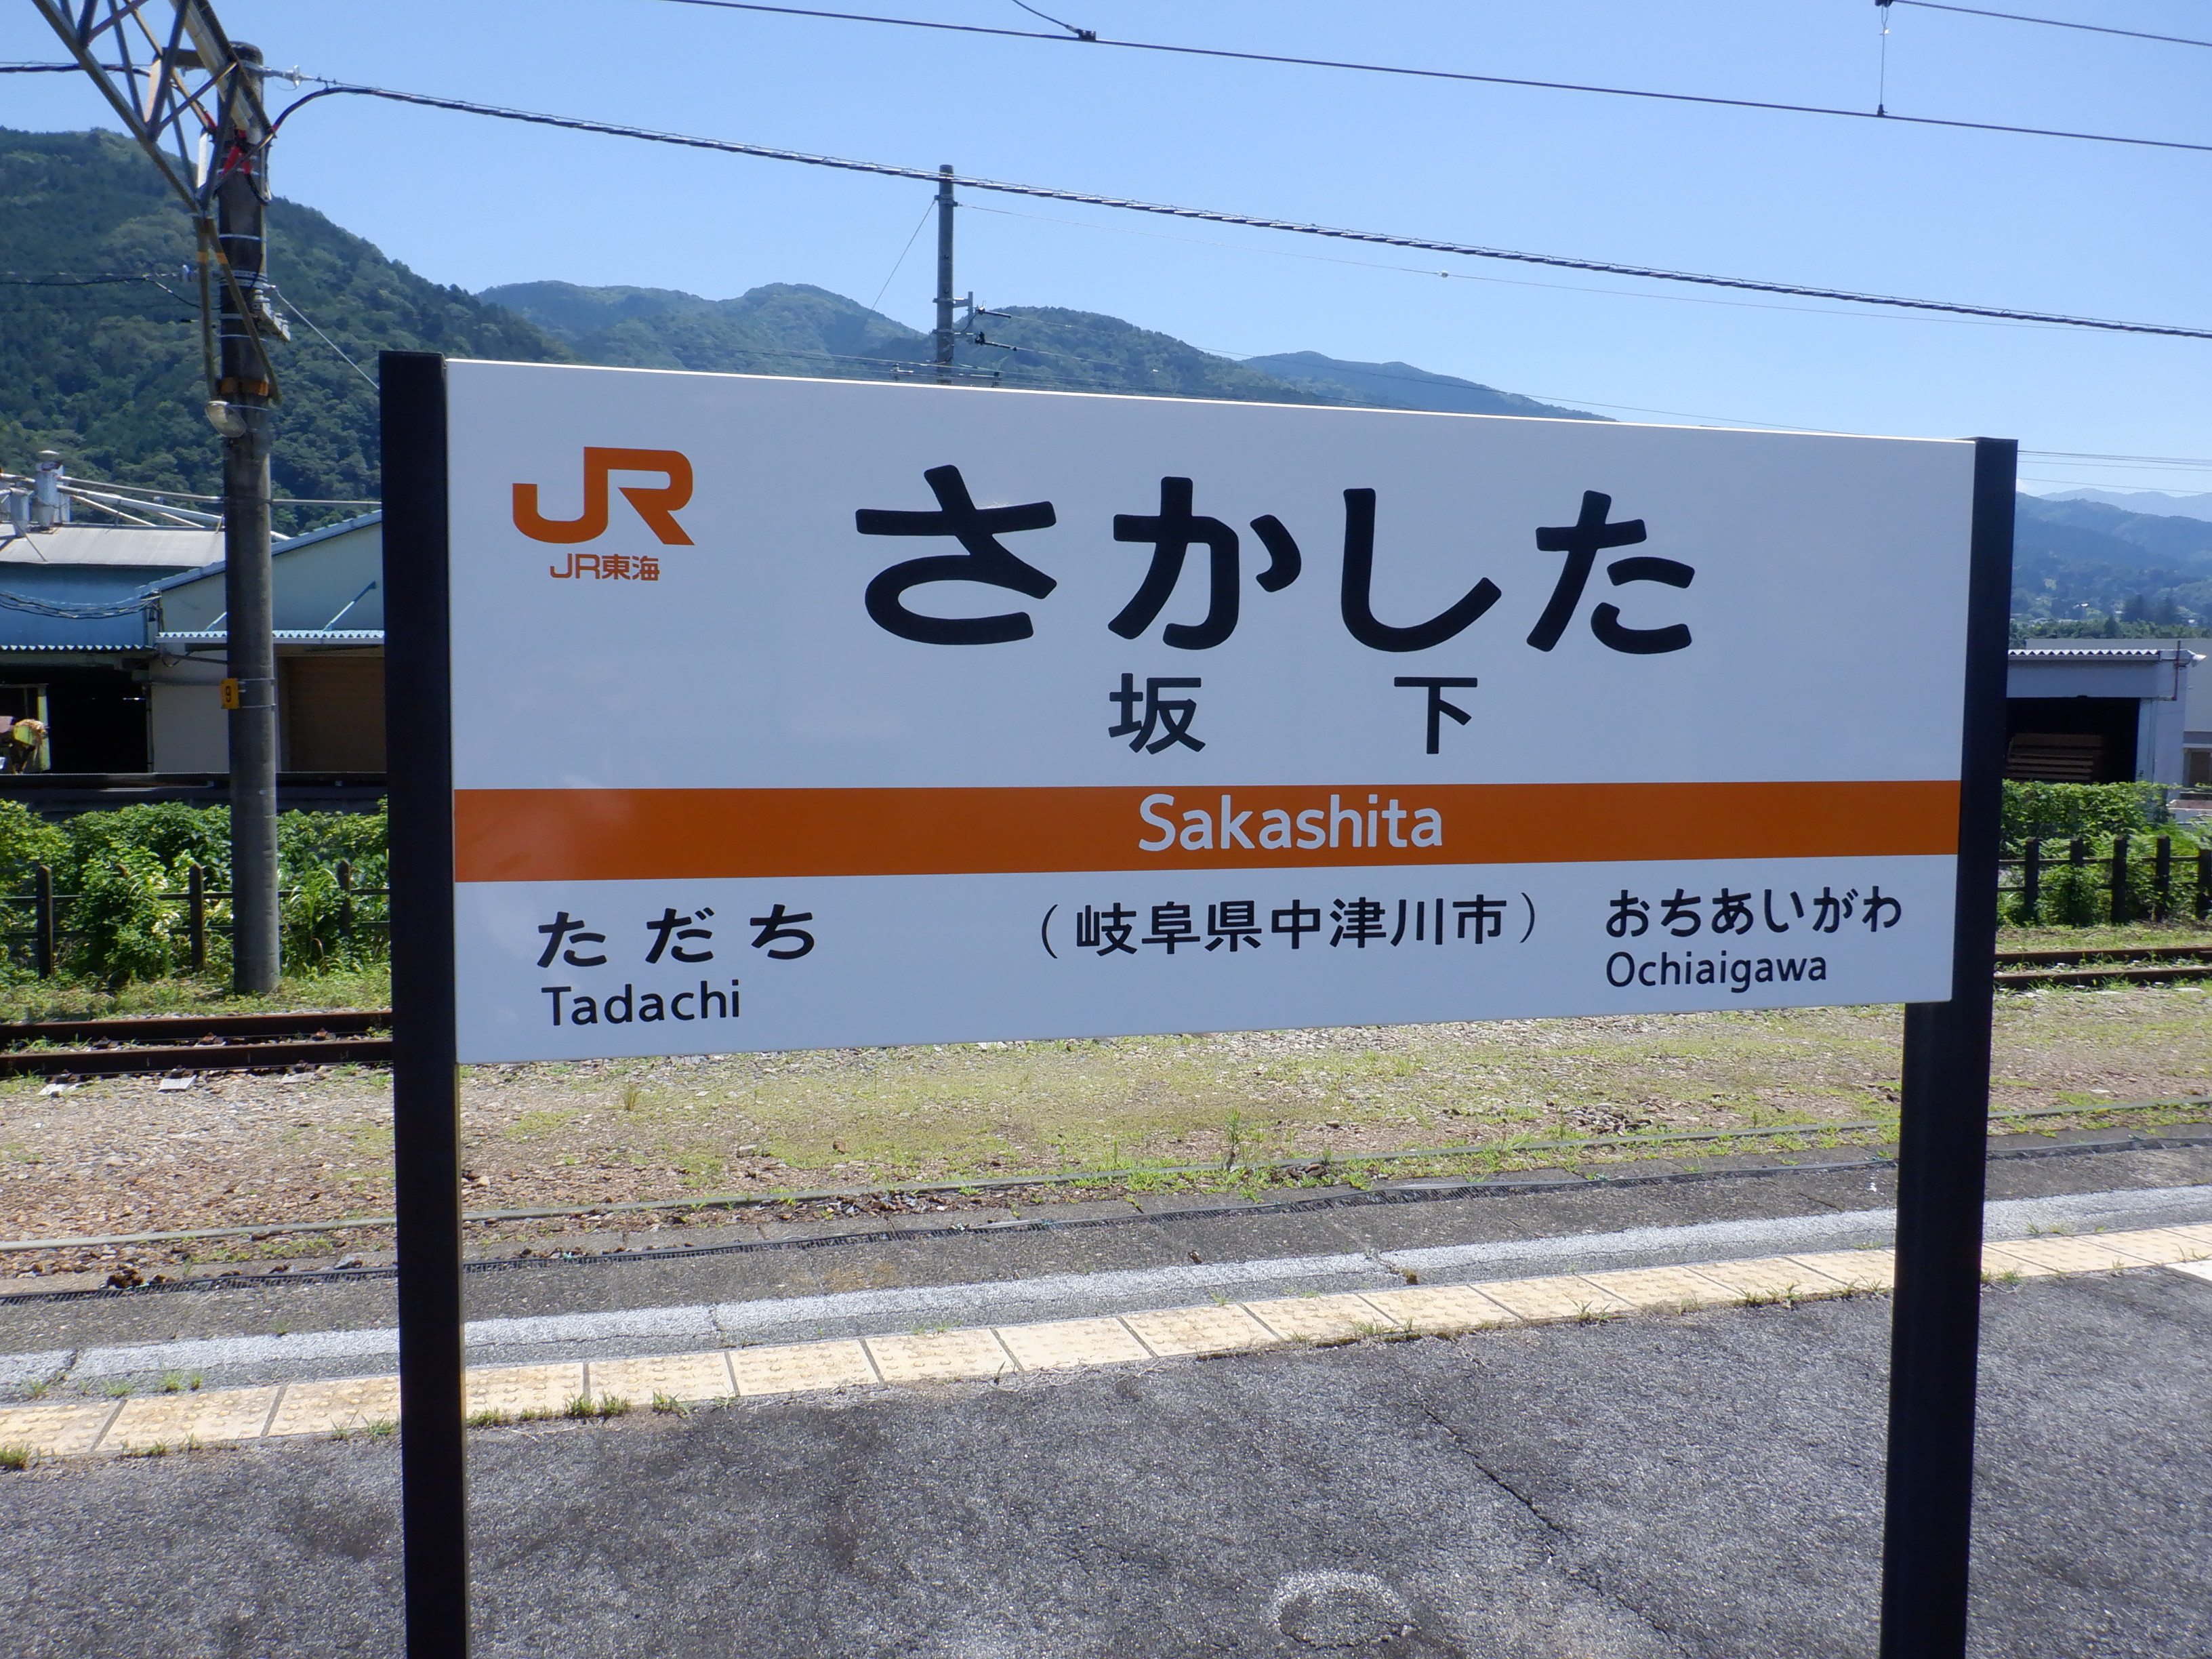 JR
JR東海
さかした
坂下
Sakashita
ただち
Tadachi
(岐阜県中津川市)
おちあいがわ
Ochiaigawa
9